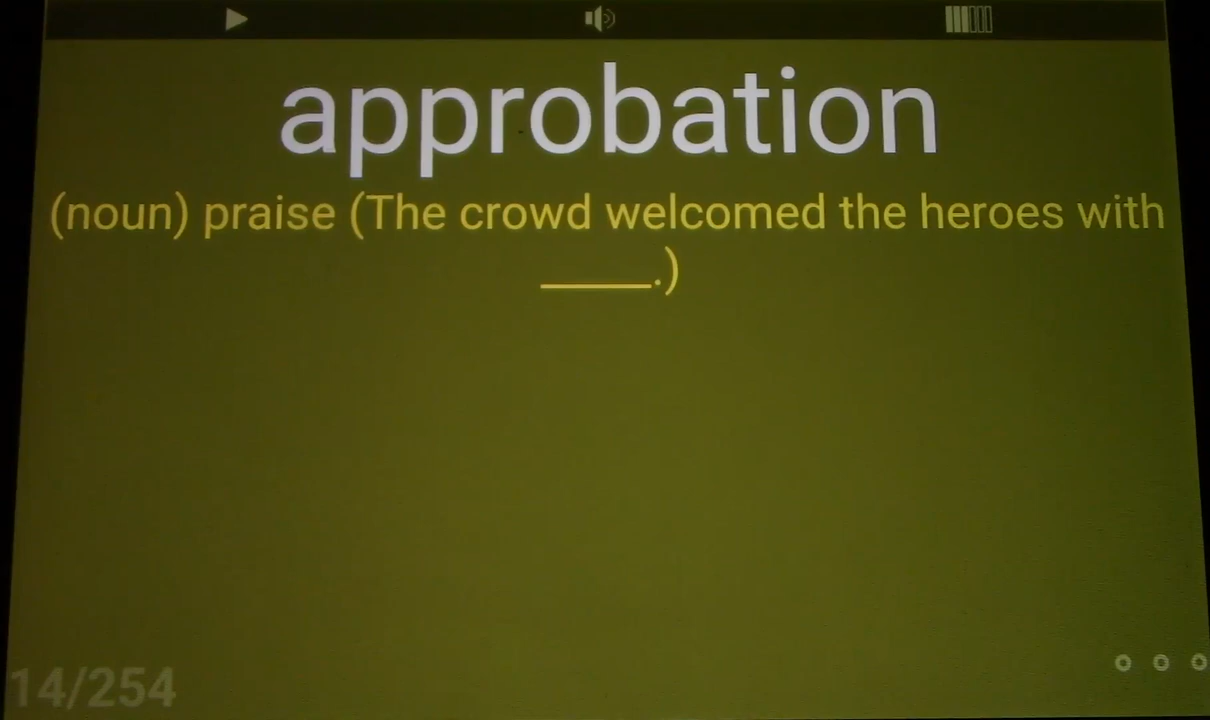 approbation
(noun) praise (The crowd welcomed the heroes with
_____.)
14/254